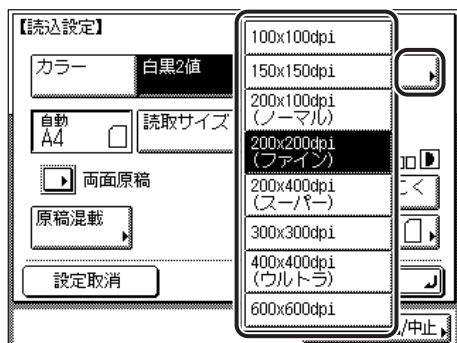 【読込設定】
カラー
白黒2値
自動
A4
読取サイズ
両面原稿
原稿混載
設定取消
100x100dpi
150x150dpi
200x100dpi
(ノーマル)
200x200dpi
(ファイン)
200x400dpi
(スーパー)
300x300dpi
400x400dpi
(ウルトラ)
600x600dpi
く
/中止